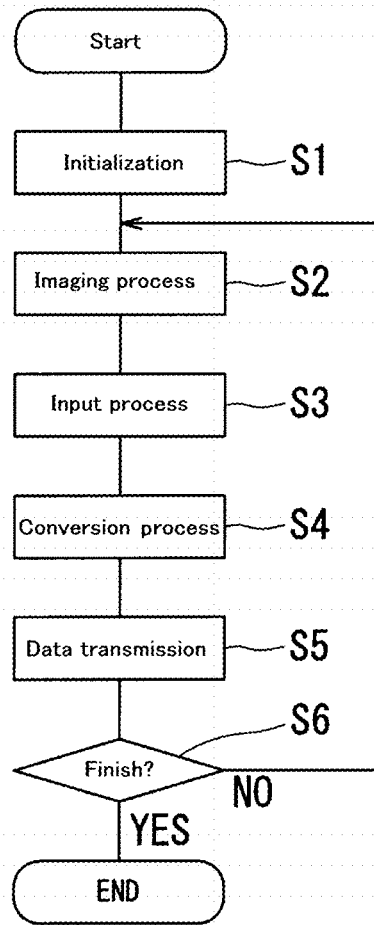 Start
Initialization S1
Imaging process S2
Input process S3
Conversion process S4
Data transmission S5
S6
Finish?
NO
YES
END